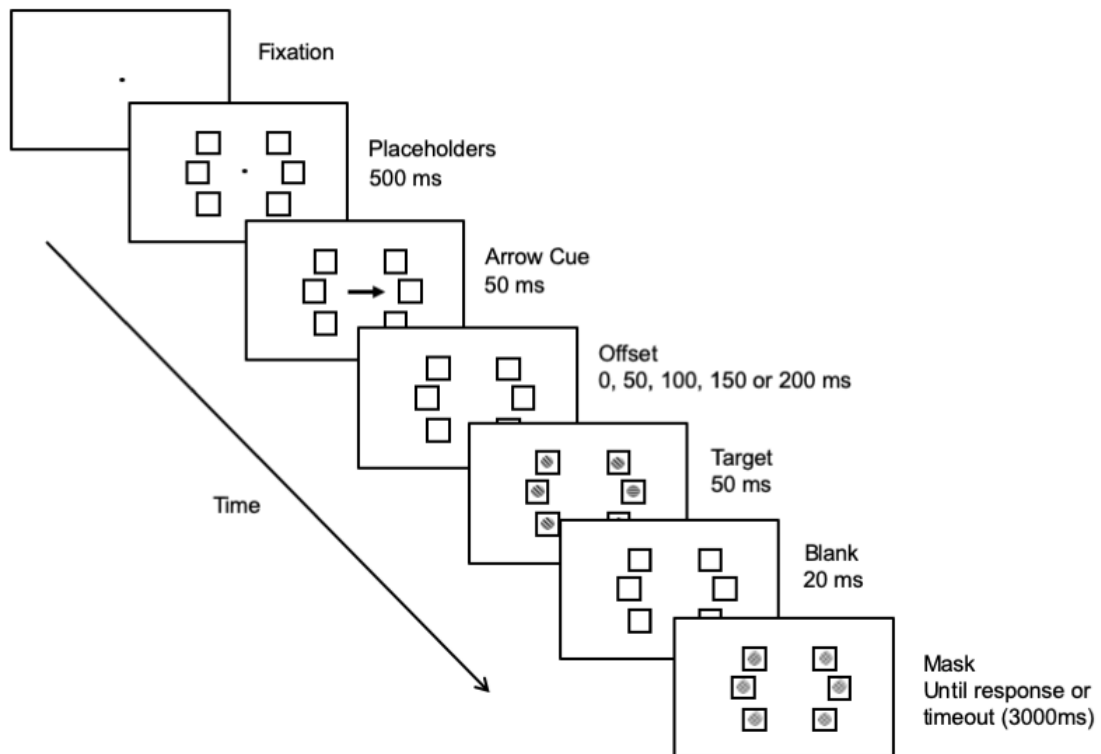 Fixation
Placeholders
500 ms
Arrow Cue
50 ms
Offset
0, 50, 100, 150 or 200 ms
Target
50 ms
Time
Blank
20 ms
Mask
Until response or
timeout (3000ms)